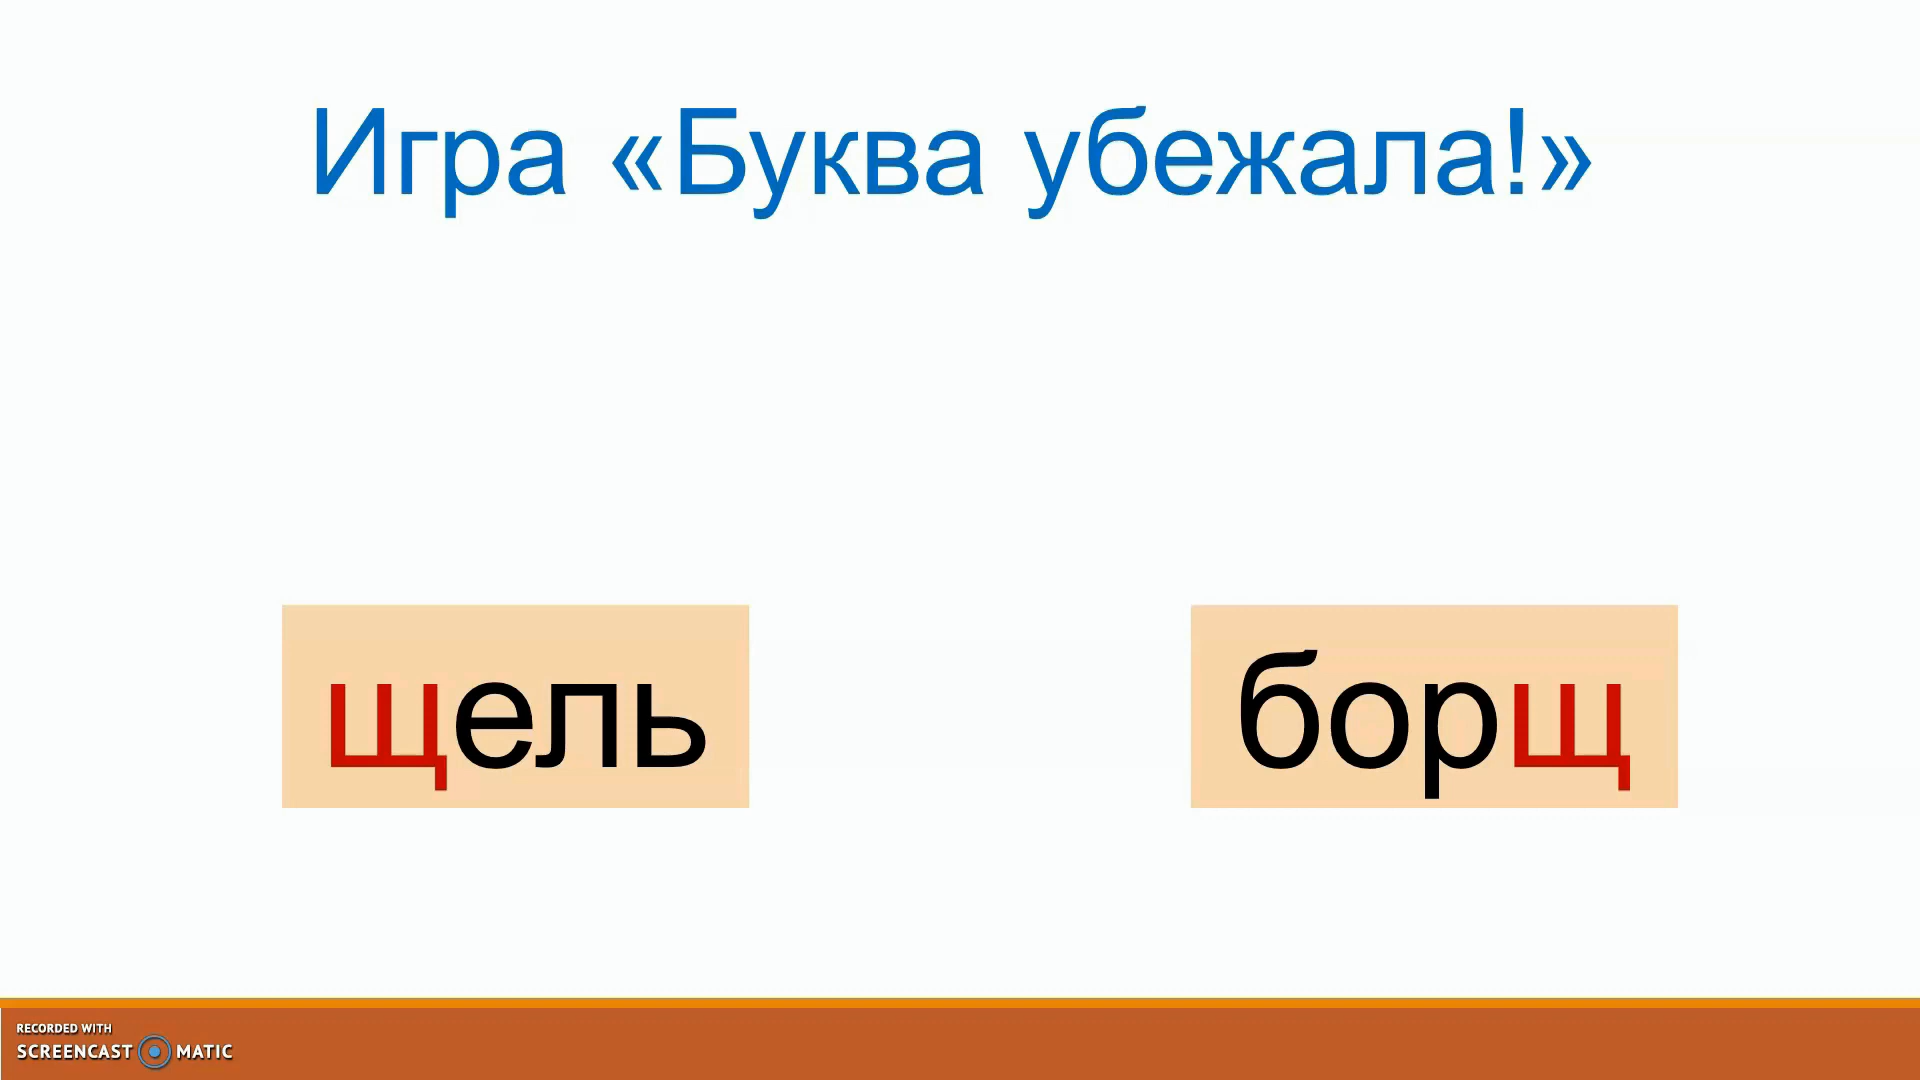 Игра «Буква убежала!»
щель
борщ
RECORDED WITH
SCREENCAST MATIC